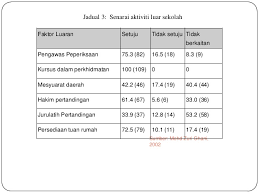 Jadual 3: Senarai aktiviti luar sekolah
Faktor Luaran Setuju Tidak setuju Tidak berkaitan
Pengawas Peperiksaan 75.3 (82) 16.5 (18) 8.3 (9)
Kursus dalam perkhidmatan 100 (109) 0 0
Mesyuarat daerah 42.2 (46) 17.4 (19) 40.4 (44)
Hakim pertandingan 61.4 (67) 5.6 (6) 33.0 (36)
Jurulatih Pertandingan 33.9 (37) 12.8 (14) 53.2 (58)
Persediaan tuan rumah 72.5 (79) 10.1 (11) 17.4 (19)
2002